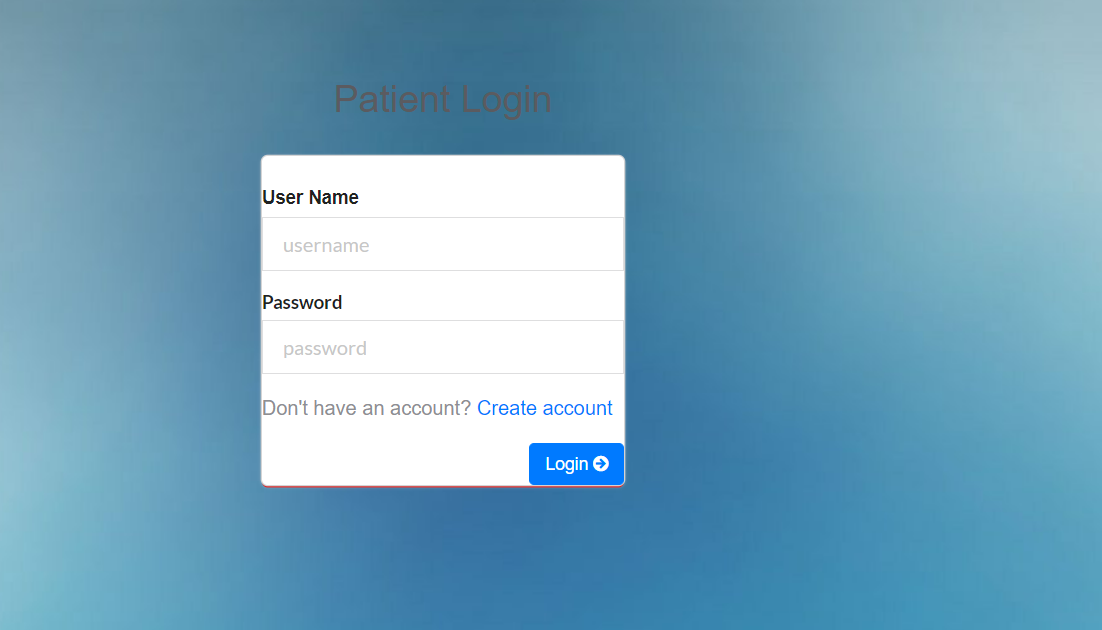 Patient Login
User Name
username
Password
password
Don't have an account? Create account
Login